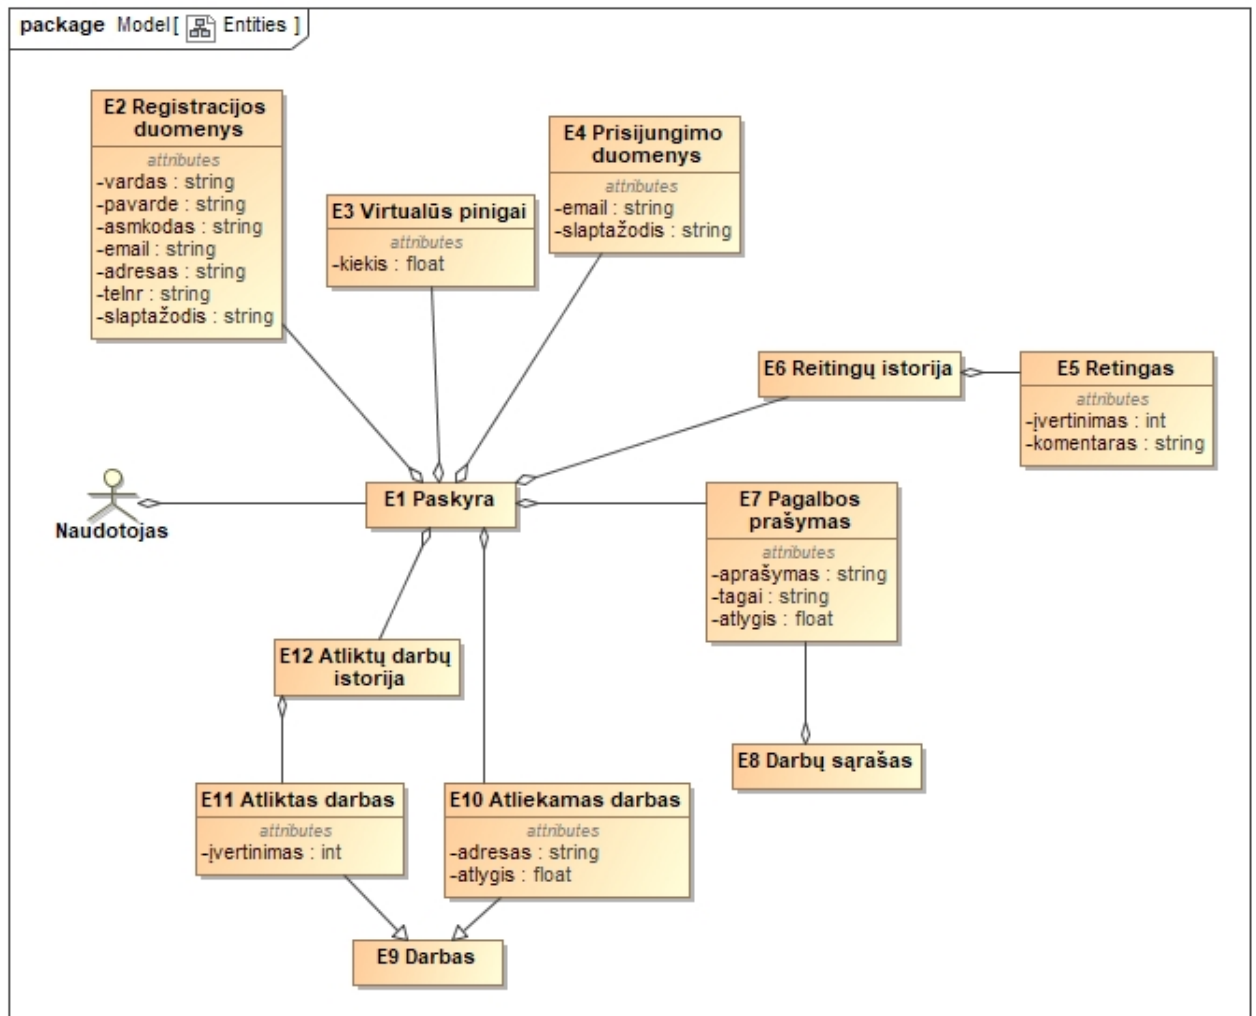 package Model[ Entities ]
E2 Registracijos
duomenys
attributes
-vardas : string
-pavarde : string
-asmkodas : string
-email : string
-adresas : string
-telnr : string
-slaptažodis : string
E3 Virtualūs pinigai
attributes
-kiekis : float
E4 Prisijungimo
duomenys
attributes
-email : string
-slaptažodis : string
E6 Reitingų istorija
E5 Retingas
attributes
-įvertinimas : int
-komentaras : string
Naudotojas
E1 Paskyra
E7 Pagalbos
prašymas
attributes
-aprašymas : string
-tagai : string
-atlygis : float
E12 Atliktų darbų
istorija
E8 Darbų sąrašas
E11 Atliktas darbas
attributes
-įvertinimas : int
E10 Atliekamas darbas
attributes
-adresas : string
-atlygis : float
E9 Darbas